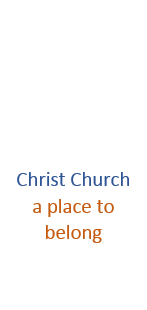 Christ Church
a place to
belong